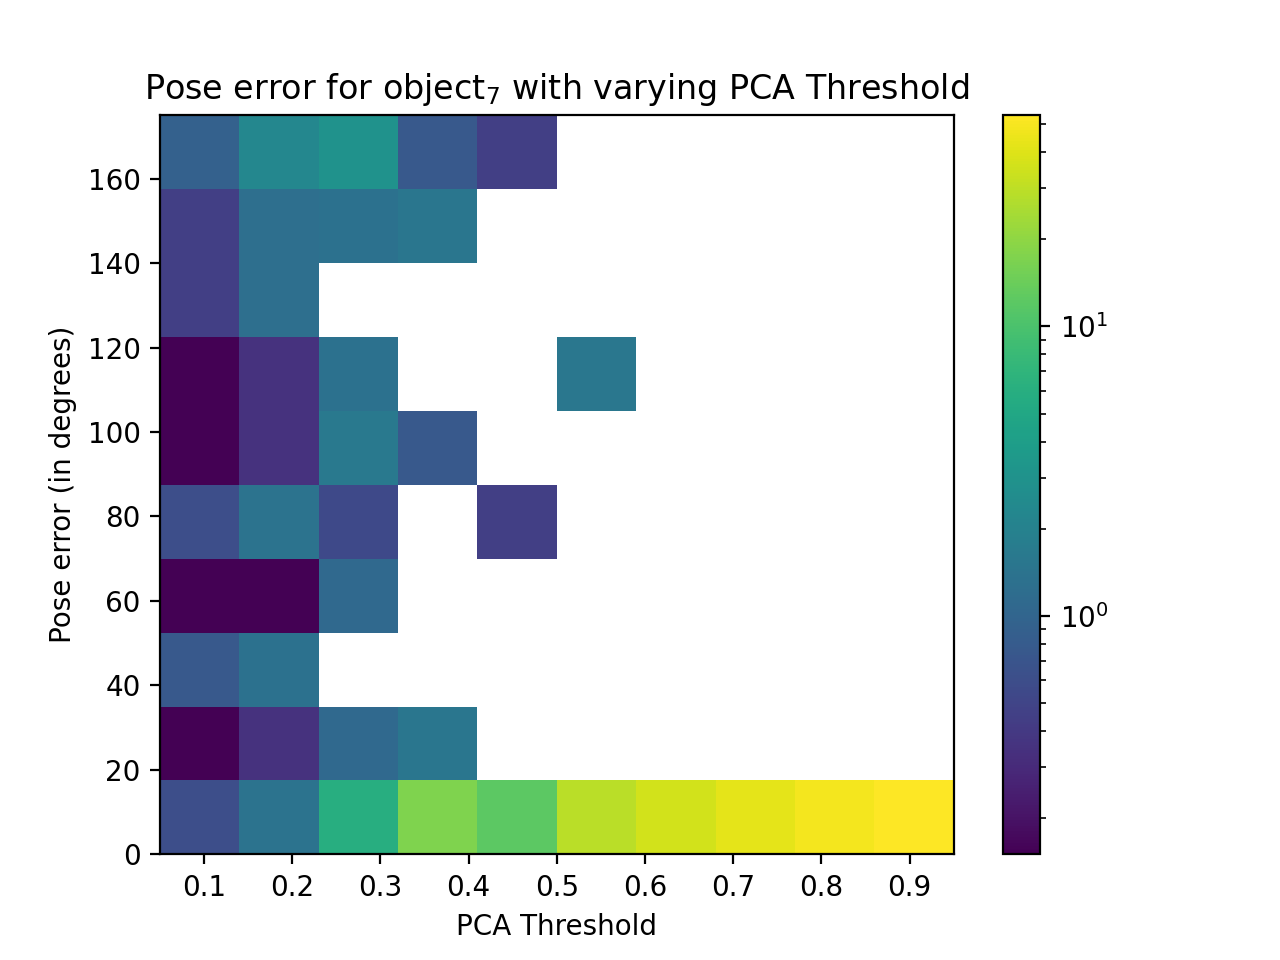 Pose error for object₇ with varying PCA Threshold
Pose error (in degrees)
160
140
120
100
80
60
40
20
0
0.1 0.2 0.3 0.4 0.5 0.6 0.7 0.8 0.9
PCA Threshold
10¹
10⁰